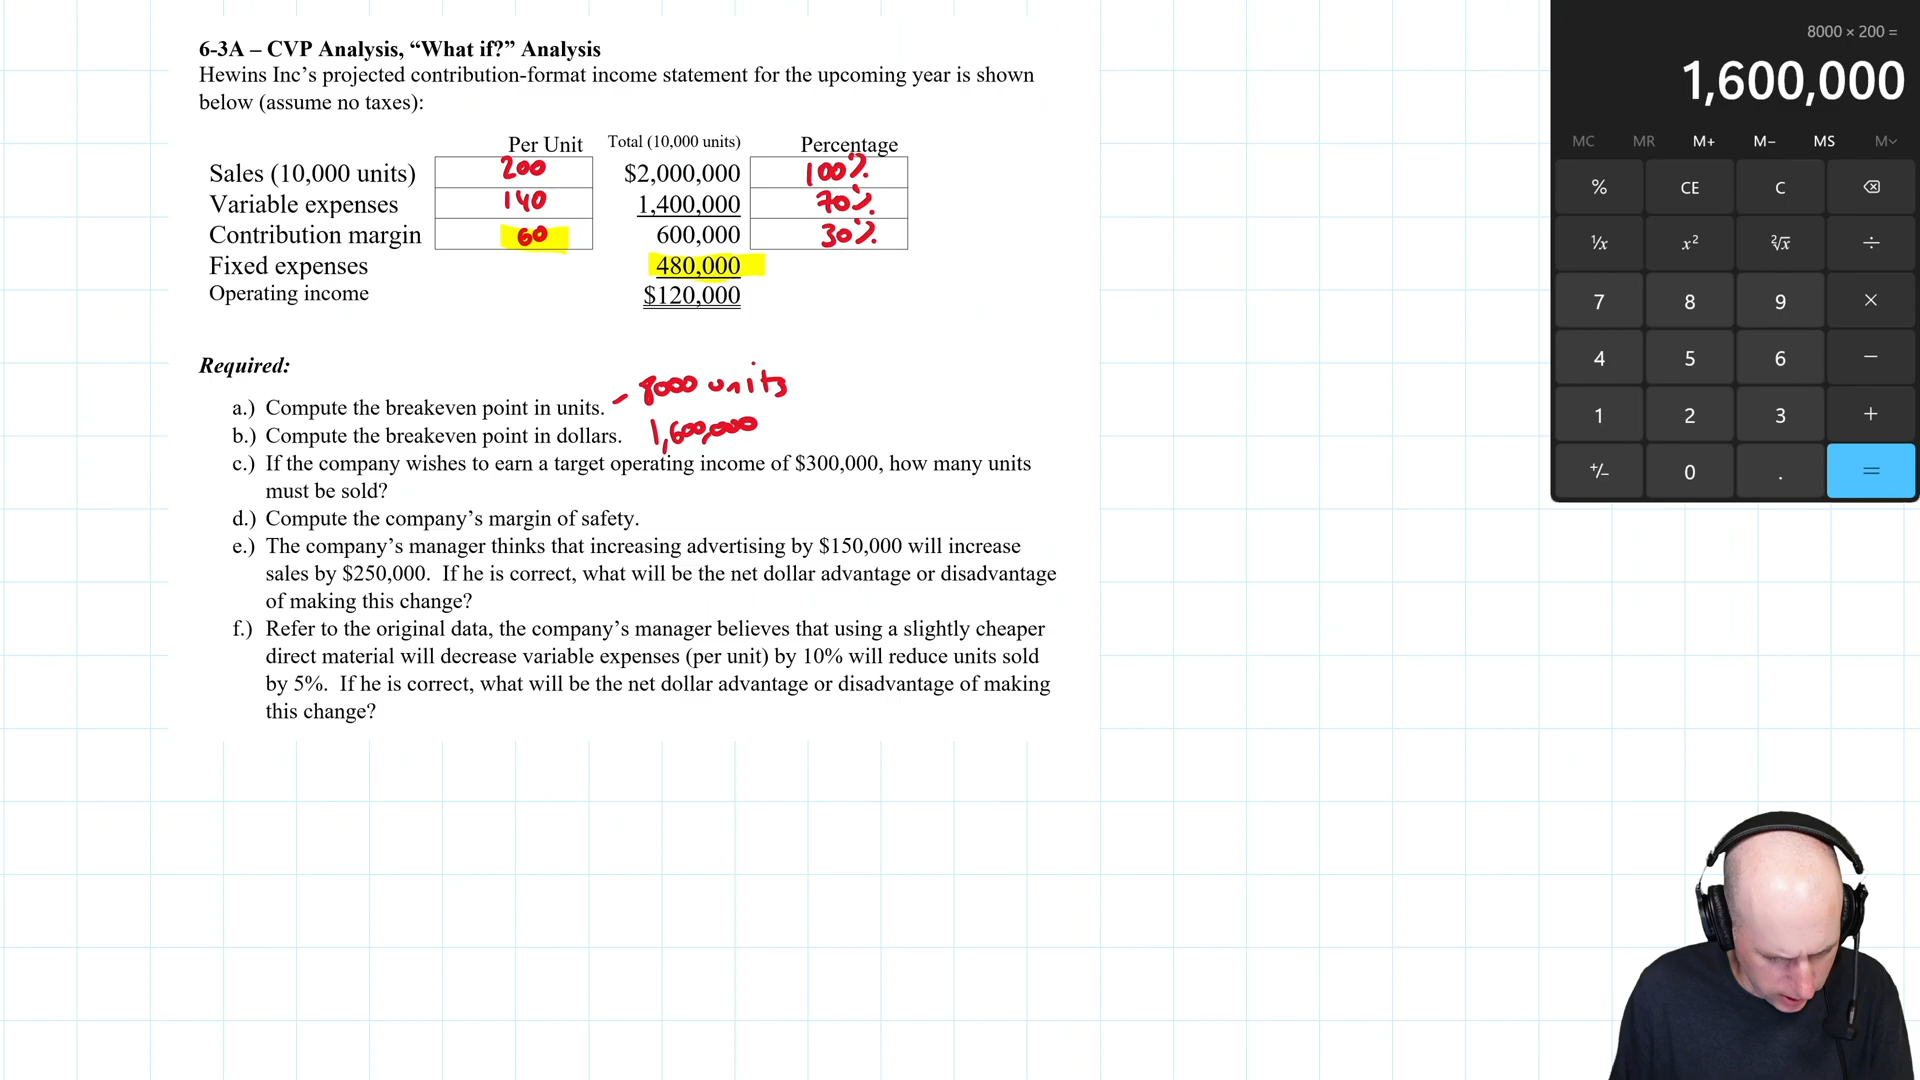 6-3A – CVP Analysis, “What if?” Analysis
Hewins Inc’s projected contribution-format income statement for the upcoming year is shown
below (assume no taxes):
Per Unit Total (10,000 units) Percentage
Sales (10,000 units) 200 $2,000,000 100%
Variable expenses 140 1,400,000 70%
Contribution margin 60 600,000 30%
Fixed expenses 480,000
Operating income $120,000
Required:
a.) Compute the breakeven point in units. – 8000 units
b.) Compute the breakeven point in dollars. 1,600,000
c.) If the company wishes to earn a target operating income of $300,000, how many units
must be sold?
d.) Compute the company’s margin of safety.
e.) The company’s manager thinks that increasing advertising by $150,000 will increase
sales by $250,000. If he is correct, what will be the net dollar advantage or disadvantage
of making this change?
f.) Refer to the original data, the company’s manager believes that using a slightly cheaper
direct material will decrease variable expenses (per unit) by 10% will reduce units sold
by 5%. If he is correct, what will be the net dollar advantage or disadvantage of making
this change?
8000 × 200 =
1,600,000
MC MR M+ M− MS M˅
% CE C ⌫
¹/x x² ²√x ÷
7 8 9 ×
4 5 6 −
1 2 3 +
+/− 0 . =